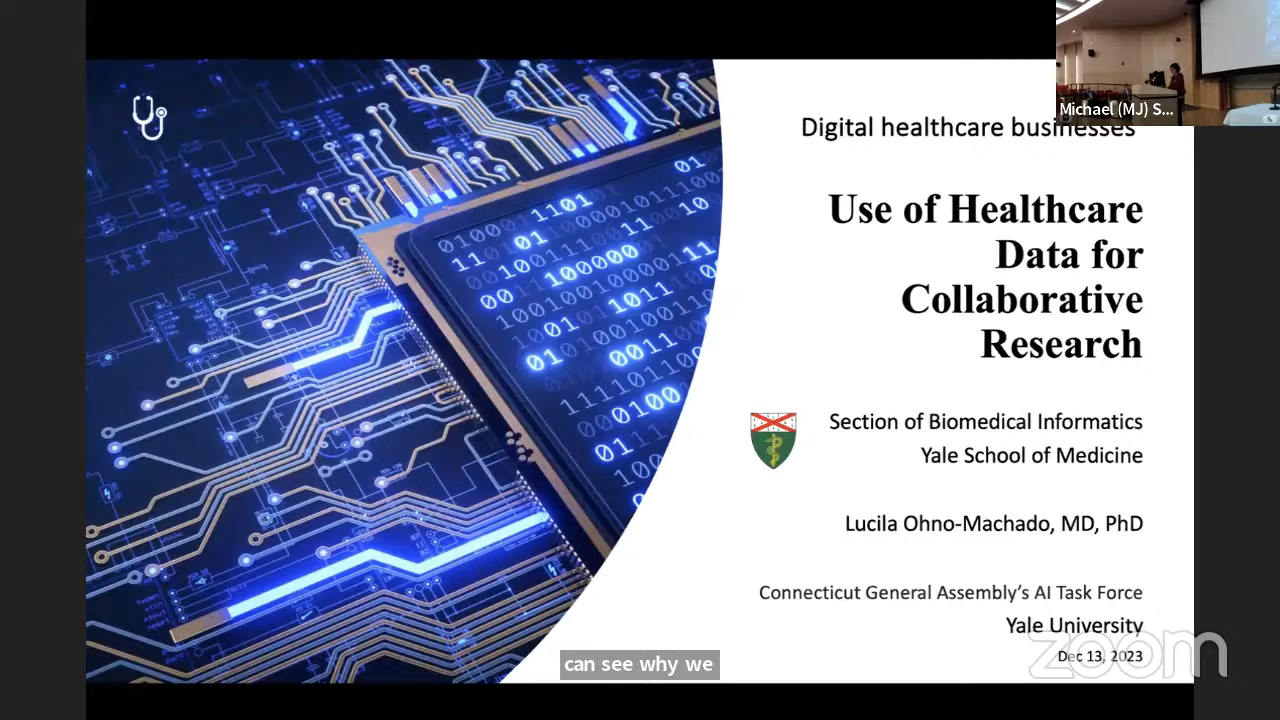 Michael (MJ) S...
Digital healthcare businesses
Use of Healthcare
Data for
Collaborative
Research
Section of Biomedical Informatics
Yale School of Medicine
Lucila Ohno-Machado, MD, PhD
Connecticut General Assembly's AI Task Force
Yale University
Dec 13, 2023
zoom
can see why we